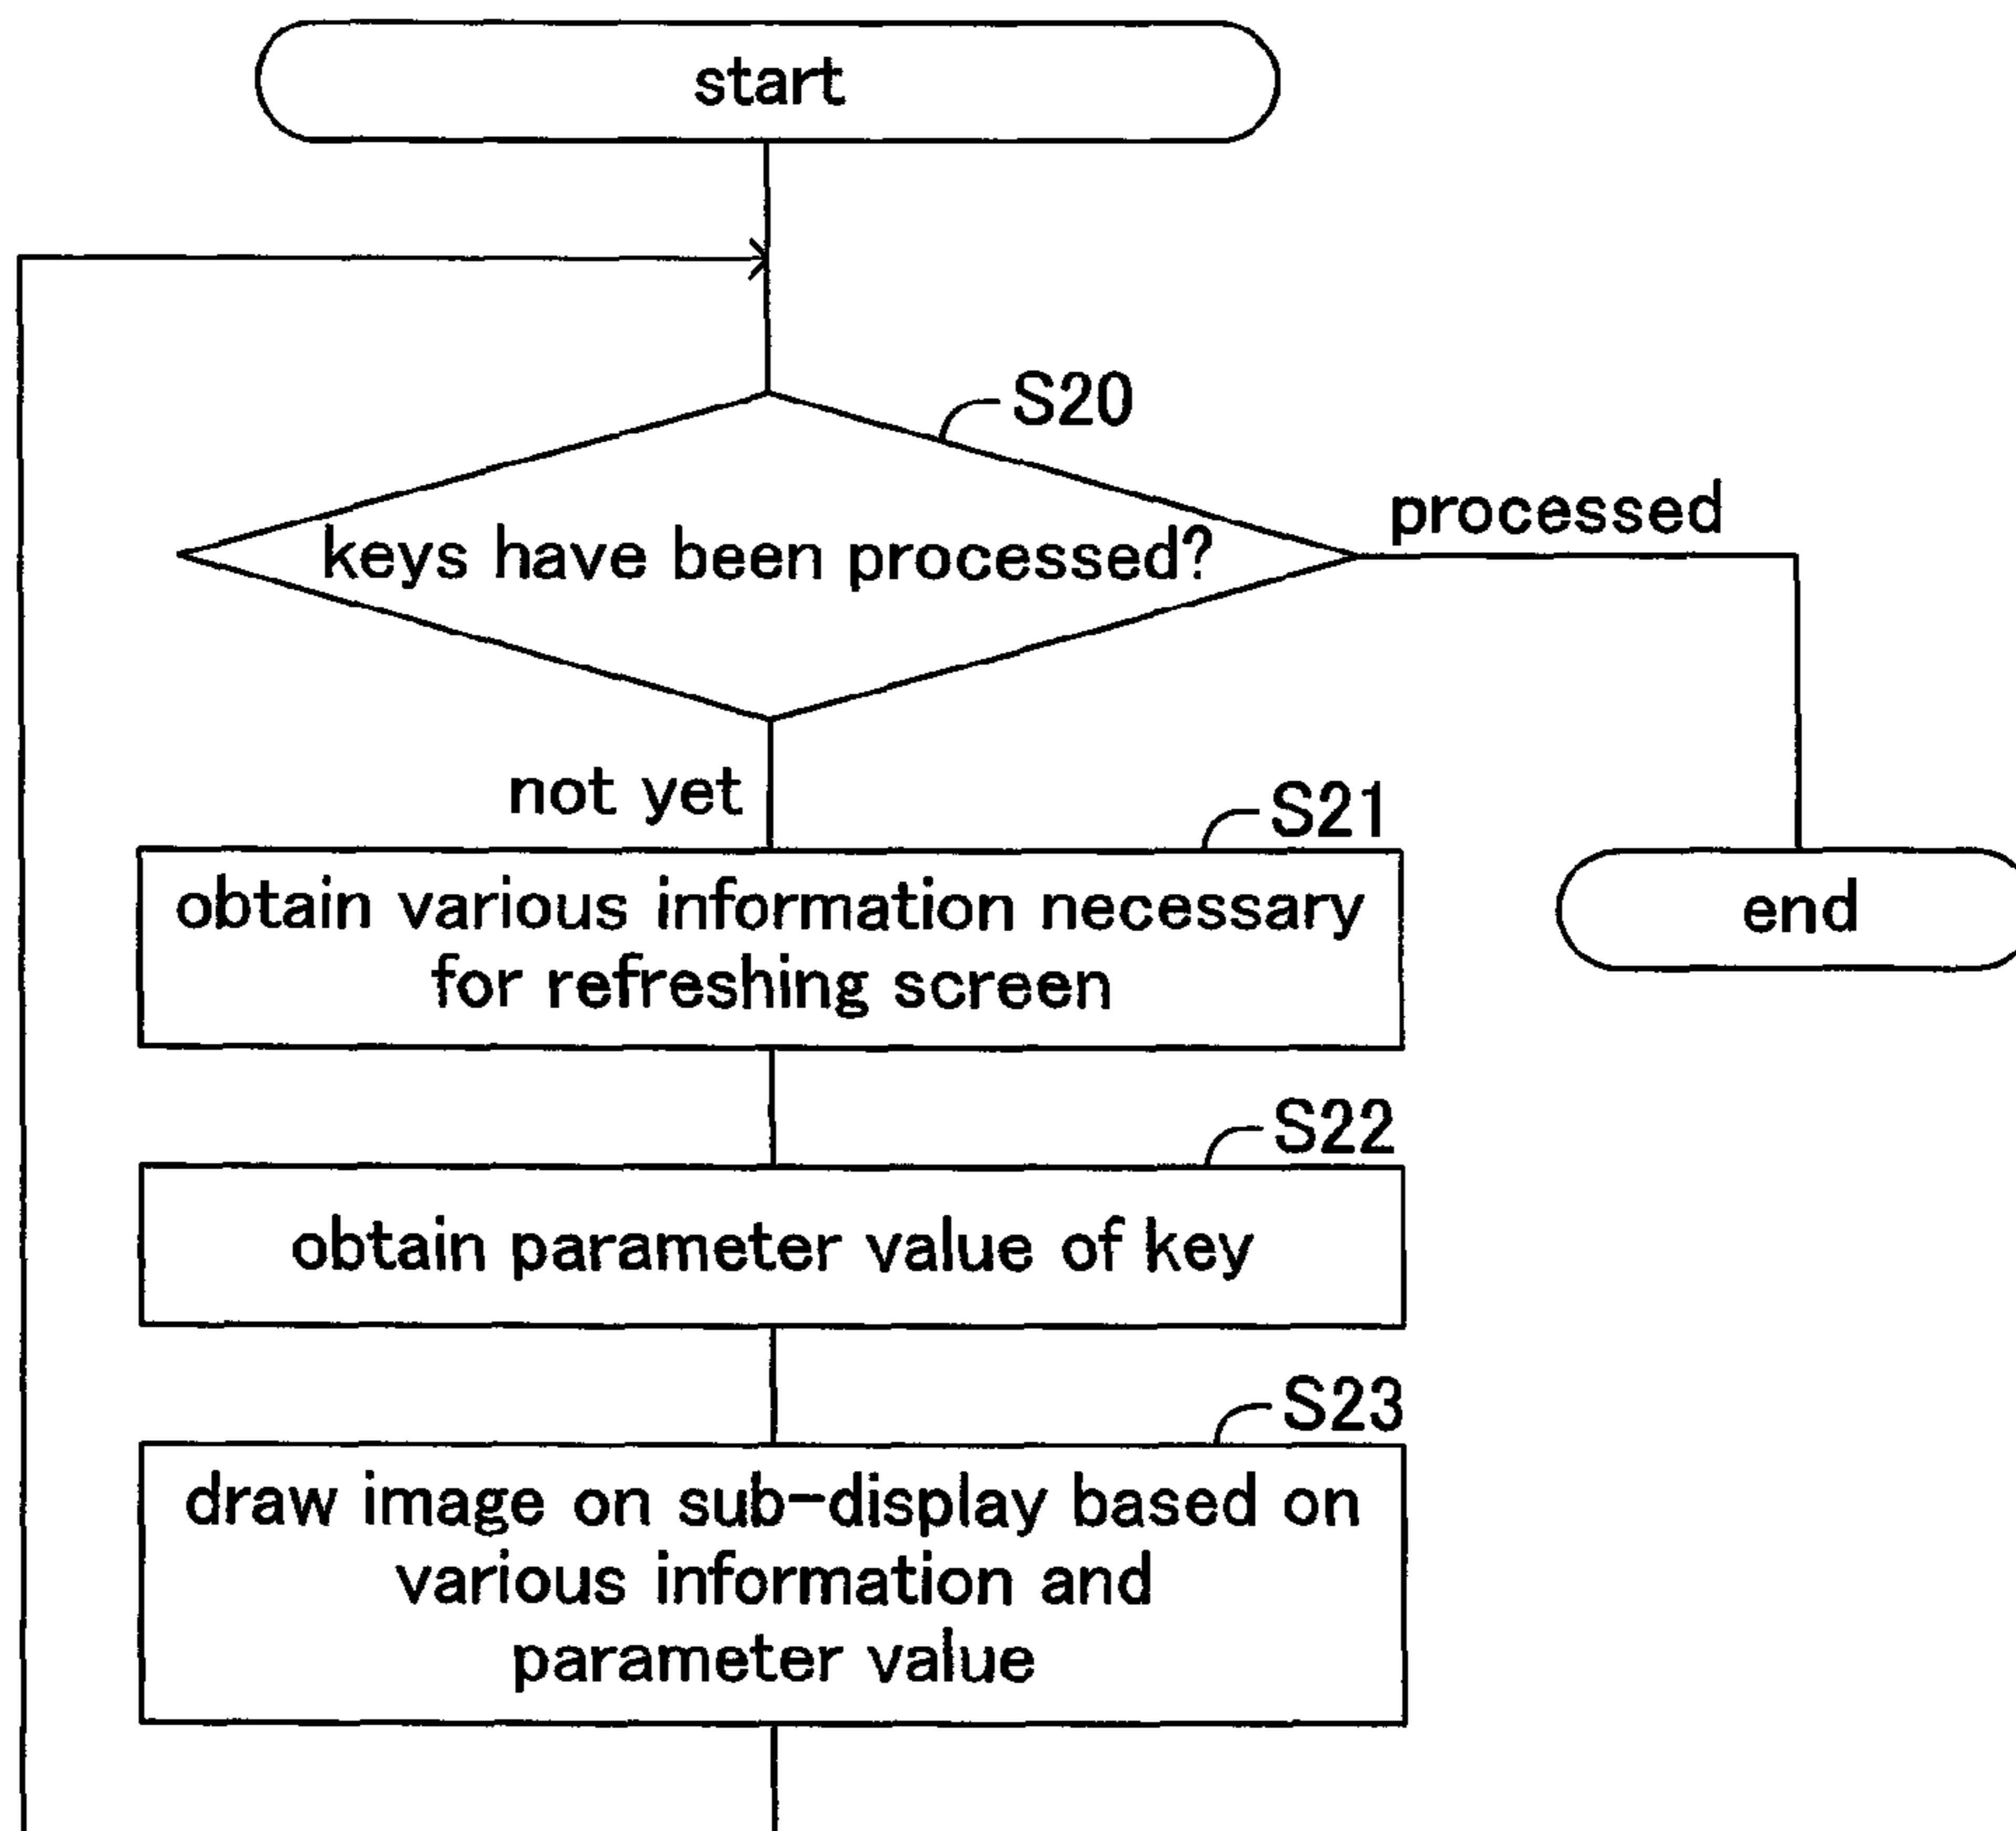 start
S20
keys have been processed?
processed
not yet
S21
obtain various information necessary
for refreshing screen
end
S22
obtain parameter value of key
S23
draw image on sub-display based on
various information and
parameter value